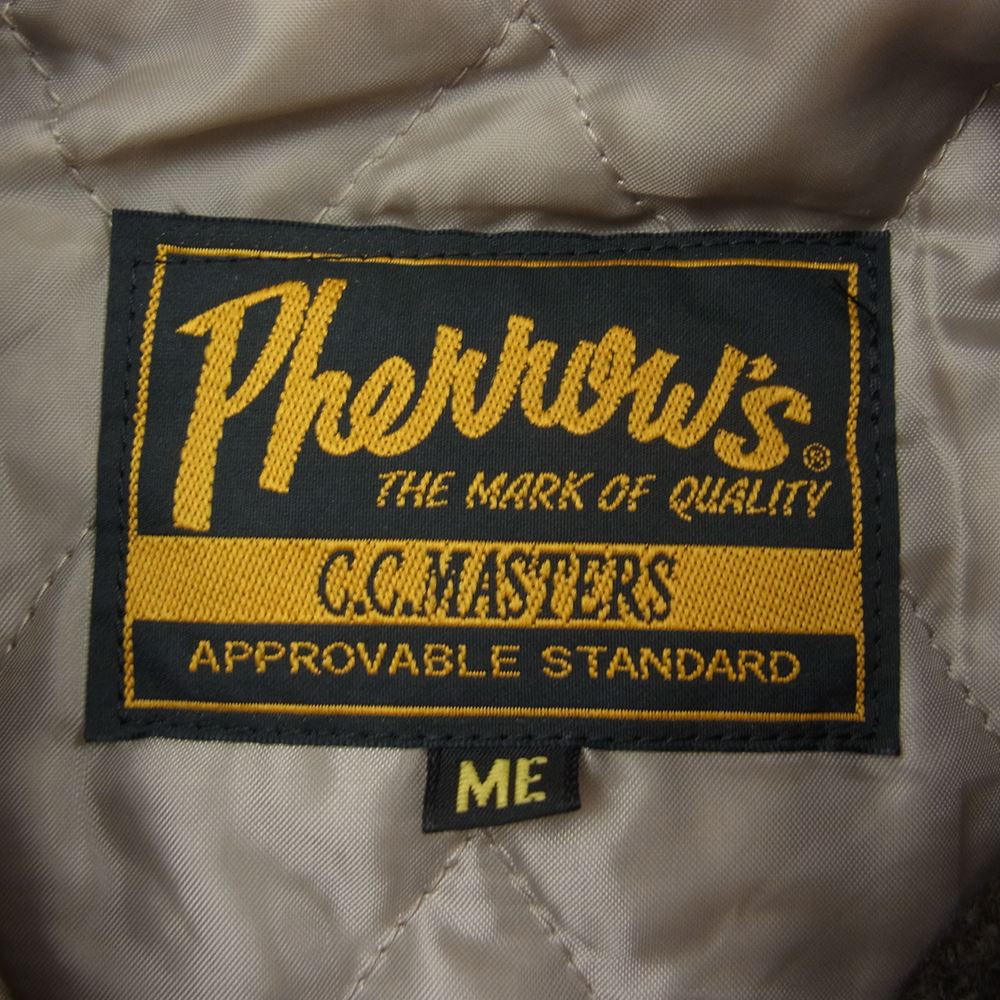 Pherrow's®
THE MARK OF QUALITY
C.C.MASTERS
APPROVABLE STANDARD
ME